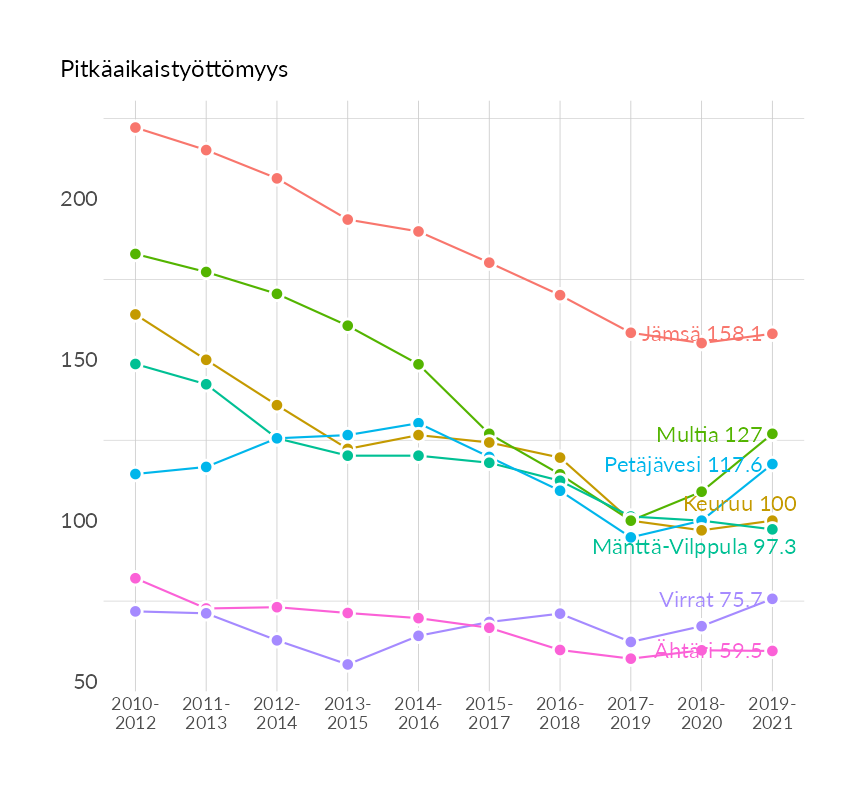 Pitkäaikaistyöttömyys
200
150
100
50
Jämsä 158.1
Multia 127
Petäjävesi 117.6
Keuruu 100
Mänttä-Vilppula 97.3
Virrat 75.7
Ähtäri 59.5
2010- 2011- 2012- 2013- 2014- 2015- 2016- 2017- 2018- 2019-
2012 2013 2014 2015 2016 2017 2018 2019 2020 2021